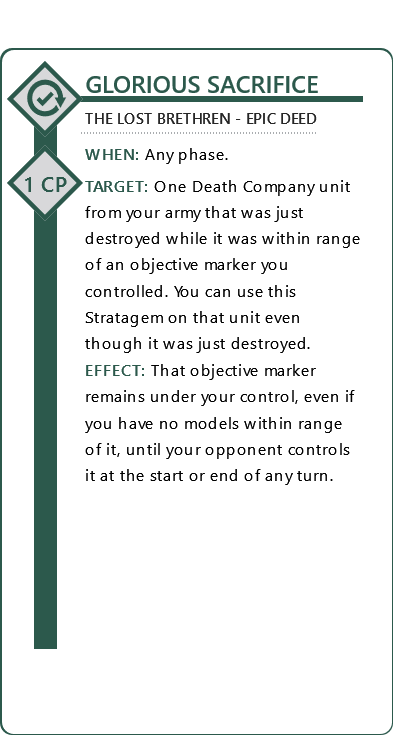 GLORIOUS SACRIFICE
THE LOST BRETHREN - EPIC DEED
WHEN: Any phase.
1 CP
TARGET: One Death Company unit
from your army that was just
destroyed while it was within range
of an objective marker you
controlled. You can use this
Stratagem on that unit even
though it was just destroyed.
EFFECT: That objective marker
remains under your control, even if
you have no models within range
of it, until your opponent controls
it at the start or end of any turn.